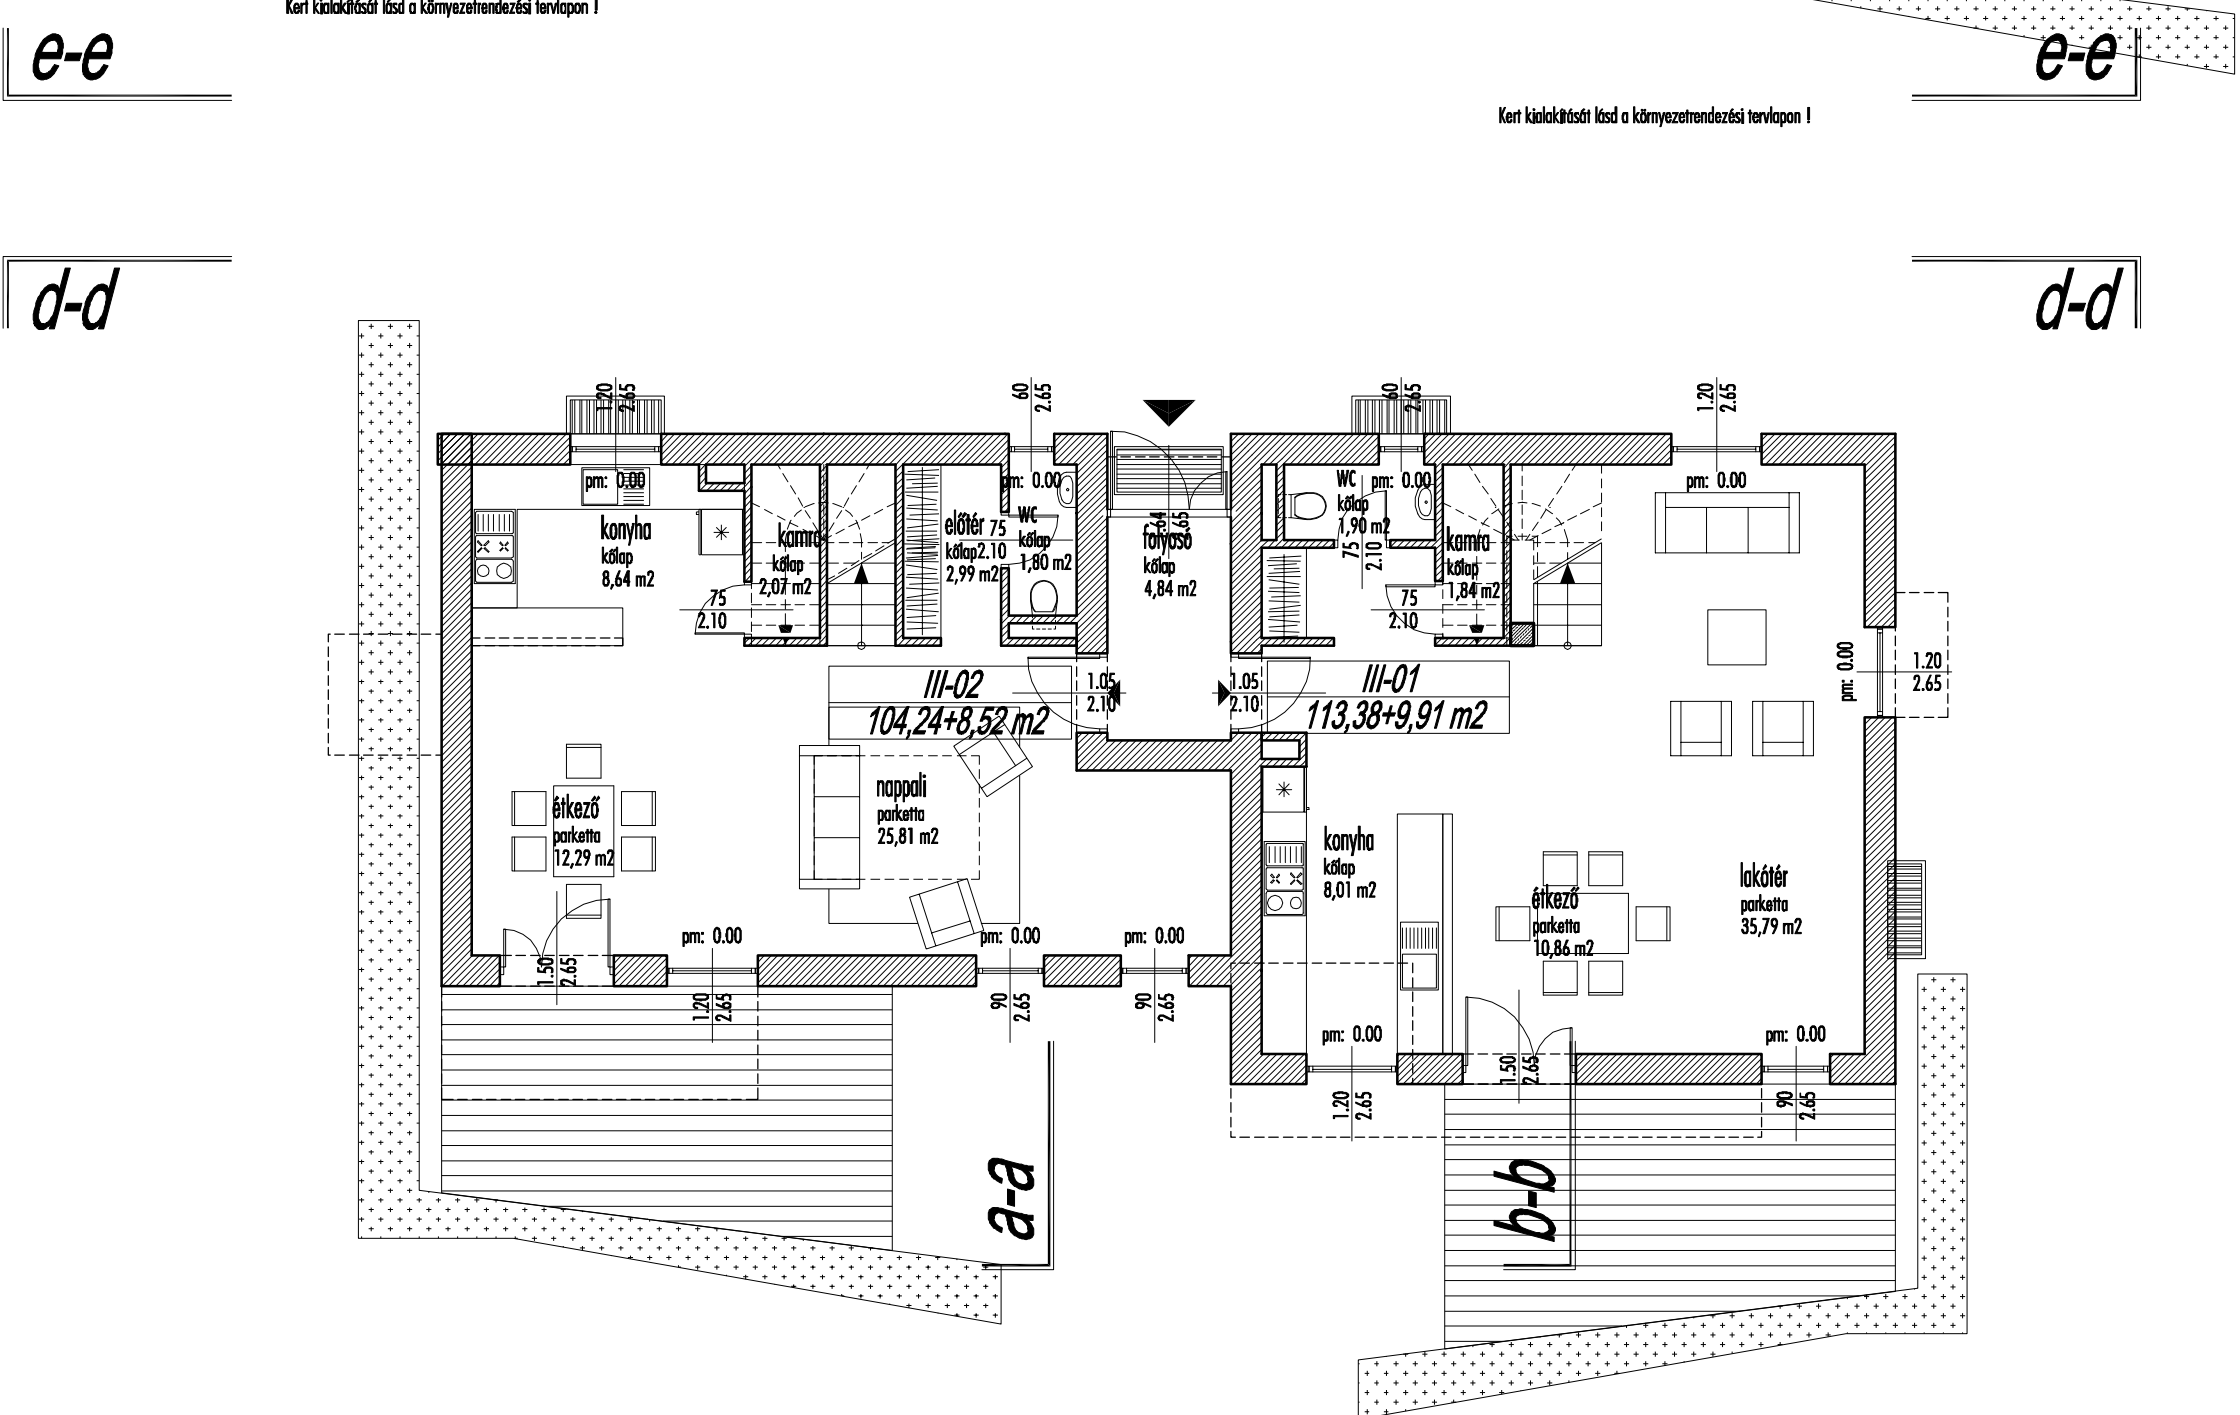 Kert kialakítását lásd a környezetrendezési tervlapon !
e-e
e-e
Kert kialakítását lásd a környezetrendezési tervlapon !
d-d
d-d
1.20
2.65
60
2.65
60
2.65
1.20
2.65
pm: 0.00
pm: 0.00
pm: 0.00
pm: 0.00
konyha
kőlap
8,64 m2
kamra
kőlap
2,07 m2
75
2.10
előtér
kőlap
2,99 m2
75
2.10
WC
kőlap
1,80 m2
folyosó
kőlap
4,84 m2
WC
kőlap
1,90 m2
75
2.10
kamra
kőlap
1,84 m2
75
2.10
pm: 0.00
1.20
2.65
III-02
104,24+8,52 m2
1.05
2.10
1.05
2.10
III-01
113,38+9,91 m2
étkező
parketta
12,29 m2
nappali
parketta
25,81 m2
konyha
kőlap
8,01 m2
étkező
parketta
10,86 m2
lakótér
parketta
35,79 m2
pm: 0.00
pm: 0.00
pm: 0.00
1.50
2.65
1.20
2.65
90
2.65
90
2.65
pm: 0.00
pm: 0.00
1.50
2.65
1.20
2.65
90
2.65
a-a
b-b